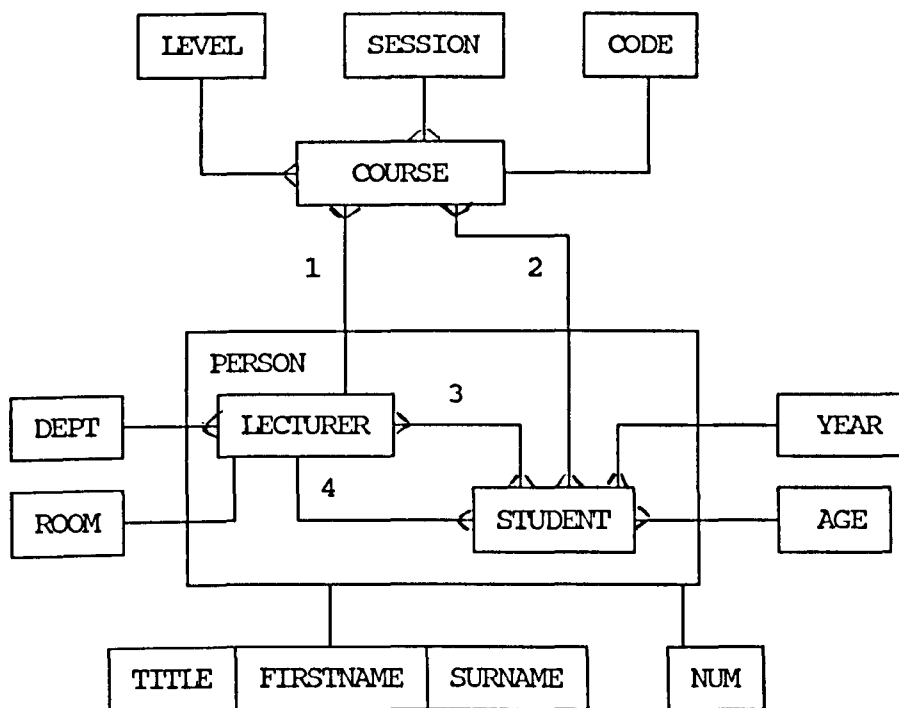 LEVEL
SESSION
CODE
COURSE
1
2
PERSON
DEPT
LECTURER
3
YEAR
ROOM
4
STUDENT
AGE
TITLE
FIRSTNAME
SURNAME
NUM